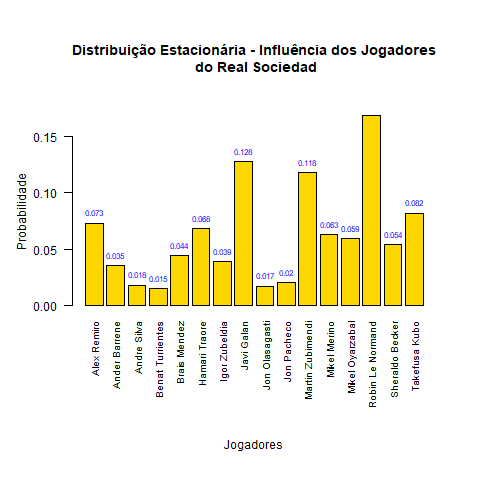 Distribuição Estacionária - Influência dos Jogadores
do Real Sociedad
Probabilidade
0.15
0.10
0.05
0.00
0.073
0.035
0.018
0.015
0.044
0.068
0.039
0.128
0.017
0.02
0.118
0.063
0.059
0.054
0.082
Alex Remiro
Ander Barrene
Andre Silva
Benat Turrientes
Brais Mendez
Hamari Traore
Igor Zubeldia
Javi Galan
Jon Olasagasti
Jon Pacheco
Martin Zubimendi
Mikel Merino
Mikel Oyarzabal
Robin Le Normand
Sheraldo Becker
Takefusa Kubo
Jogadores